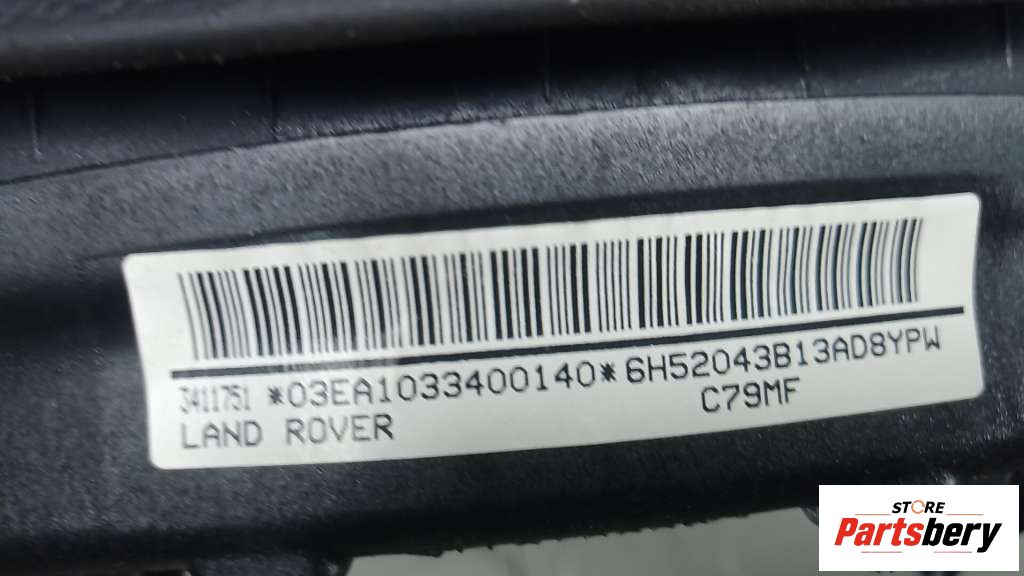 3411751 *03EA1033400140*6H52043B13AD8YPW
LAND ROVER C79MF
STORE
Partsbery